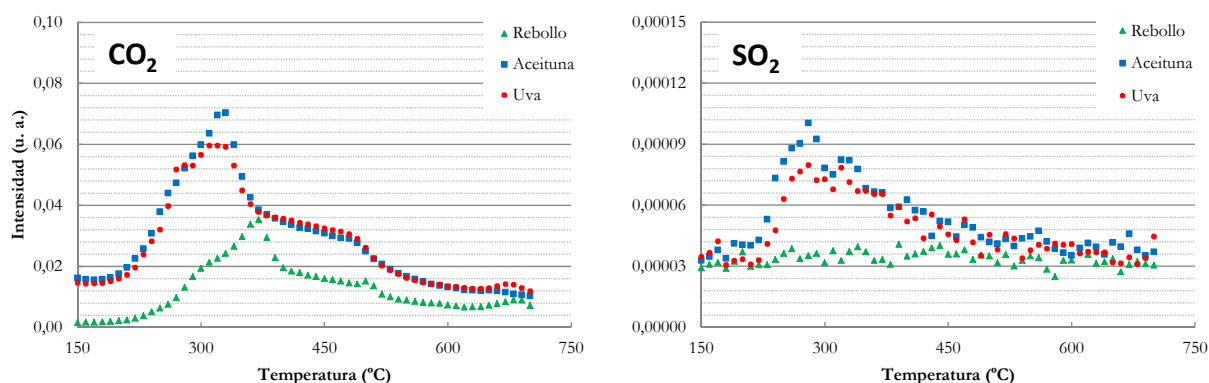 CO2
Rebollo
Aceituna
Uva
Intensidad (u. a.)
0,10
0,08
0,06
0,04
0,02
0,00
150
300
450
600
750
Temperatura (ºC)
SO2
Rebollo
Aceituna
Uva
0,00015
0,00012
0,00009
0,00006
0,00003
0,00000
150
300
450
600
750
Temperatura (ºC)